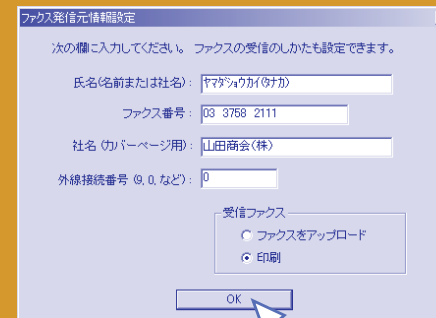 ファクス発信元情報設定
次の欄に入力してください。 ファクスの受信のしかたも設定できます。
氏名(名前または社名): ヤマダショウカイ(タナカ)
ファクス番号: 03 3758 2111
社名(カバーページ用): 山田商会(株)
外線接続番号(9, 0, など): 0
受信ファクス
ファクスをアップロード
印刷
OK